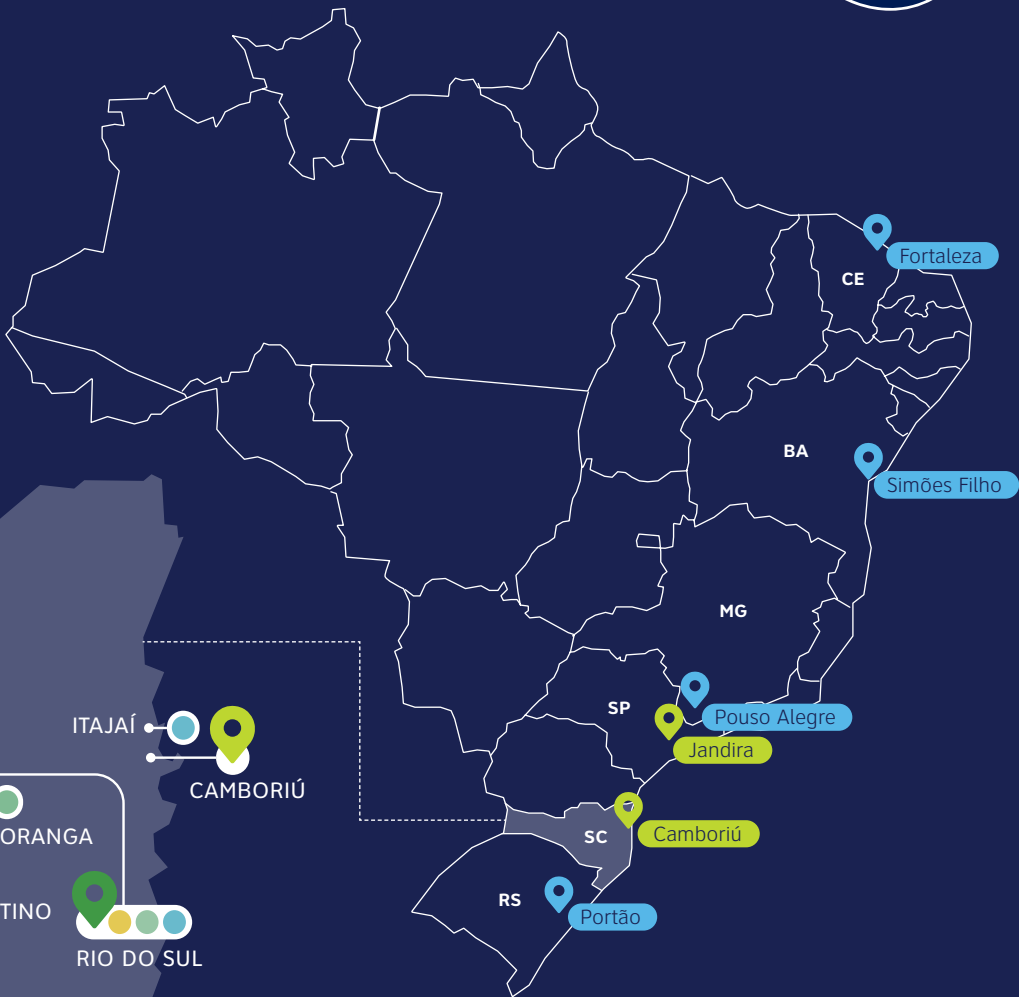 Fortaleza
CE
BA
Simões Filho
MG
SP
Pouso Alegre
Jandira
SC
Camboriú
RS
Portão
ITAJAÍ
CAMBORIÚ
ORANGA
TINO
RIO DO SUL